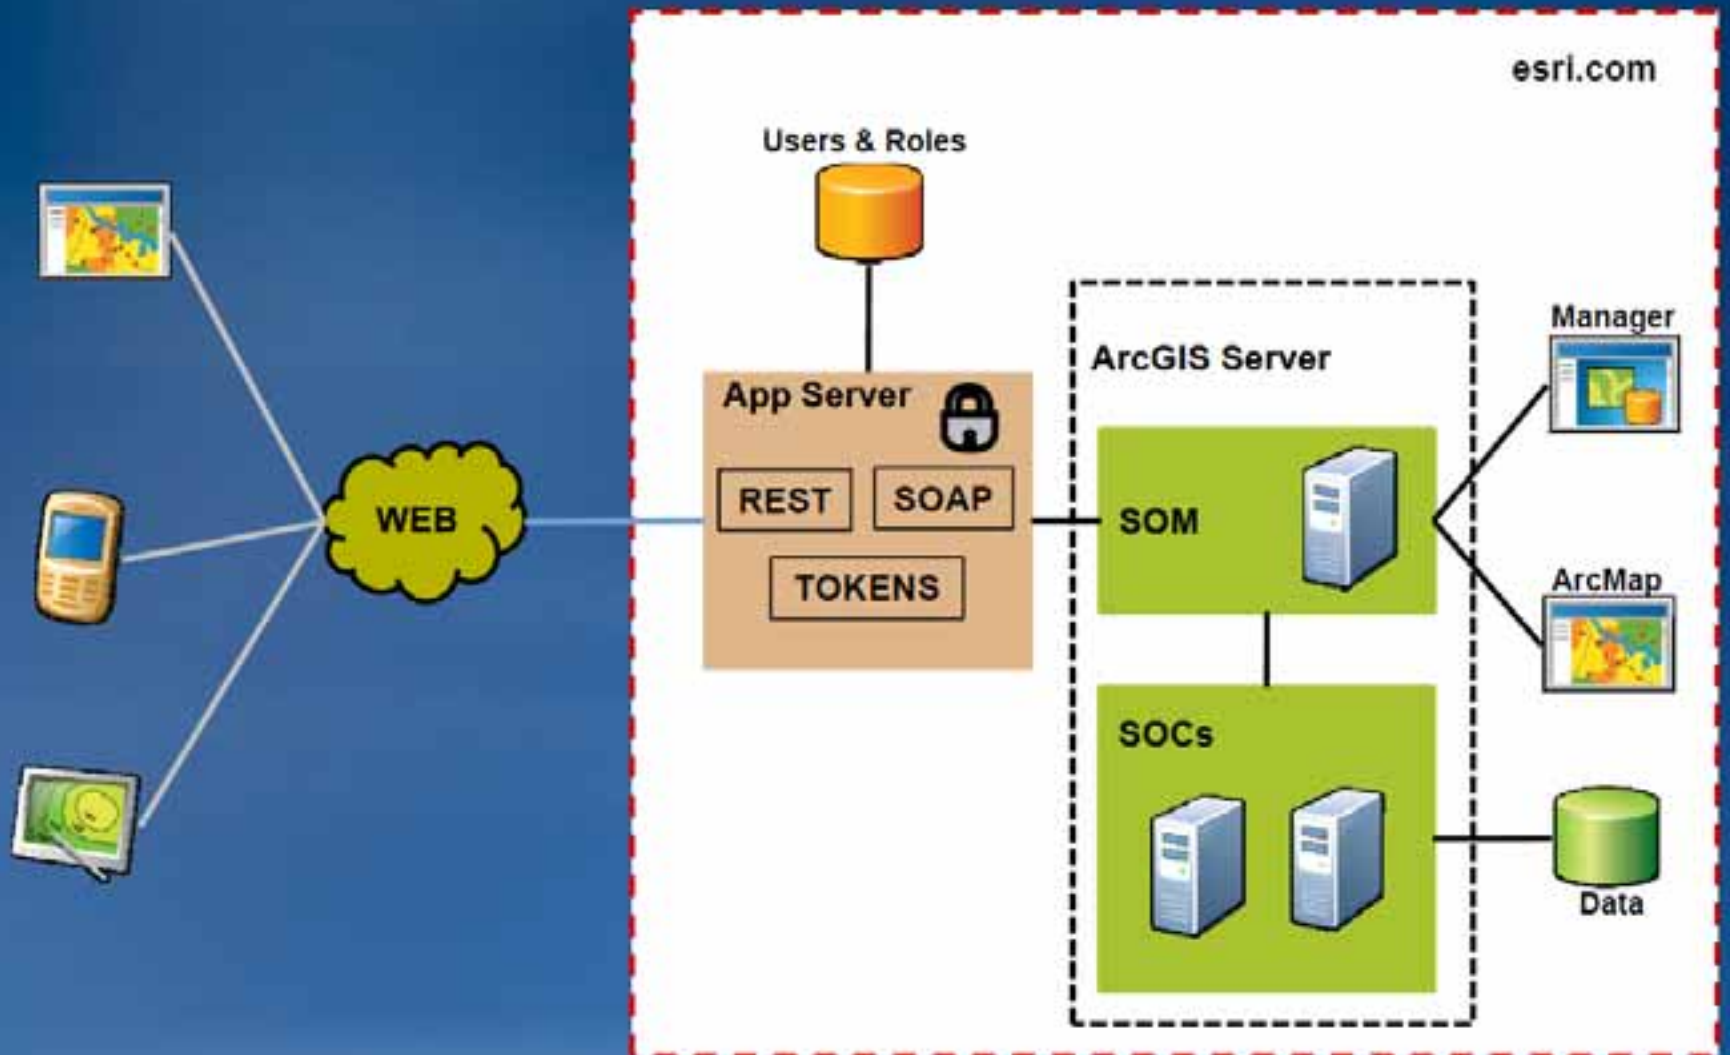 esri.com
Users & Roles
Manager
ArcGIS Server
App Server
REST
SOAP
WEB
SOM
TOKENS
ArcMap
SOCs
Data